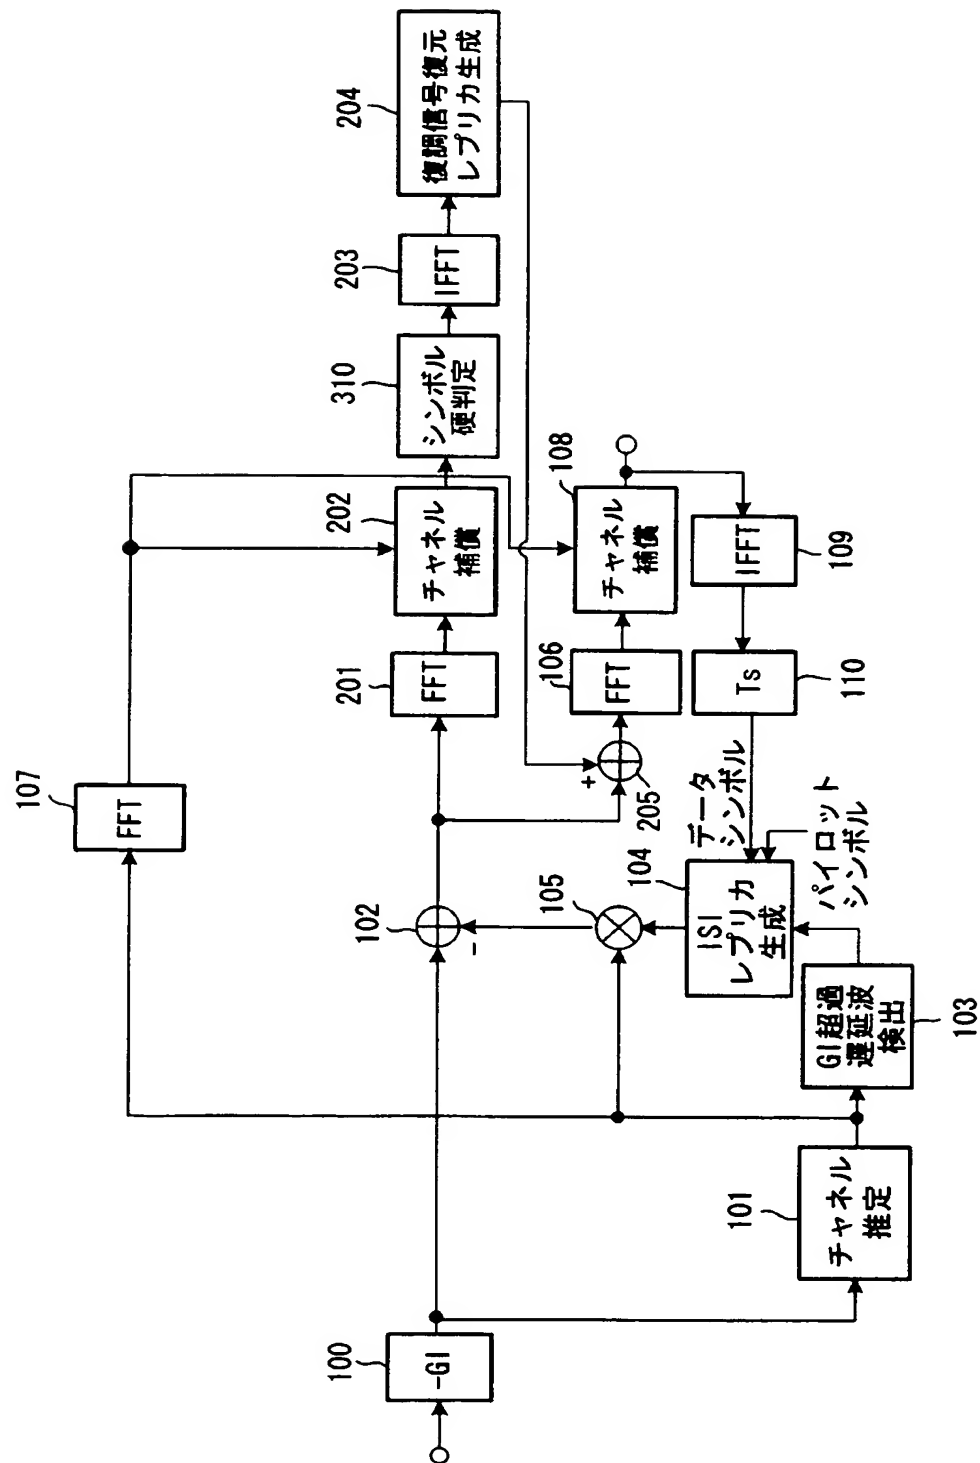 107
FFT
204
復調信号復元
レプリカ生成
203
IFFT
310
シンボル
硬判定
202
チャネル
補償
201
FFT
100
-GI
102
-
105
+
205
106
FFT
108
チャネル
補償
IFFT
109
Ts
110
データ
シンボル
104
ISI
レプリカ
生成
パイロット
シンボル
101
チャネル
推定
GI超過
遅延波
検出
103